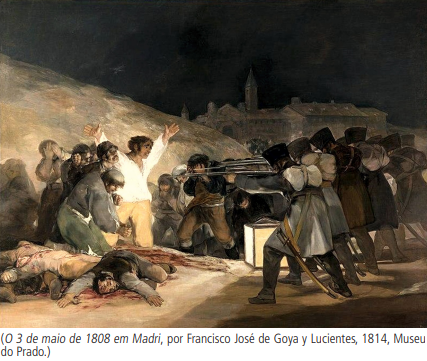 (O 3 de maio de 1808 em Madri, por Francisco José de Goya y Lucientes, 1814, Museu
do Prado.)